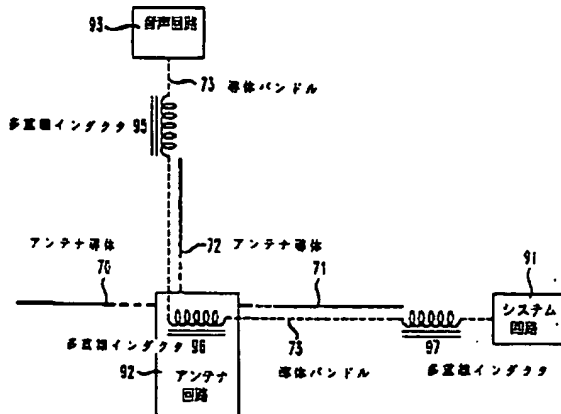 93
音声回路
73 導体バンドル
多重線インダクタ 95
アンテナ導体
70
72 アンテナ導体
71
91
システム
回路
多重線インダクタ 96
92
アンテナ
回路
73
導体バンドル
97
多重線インダクタ